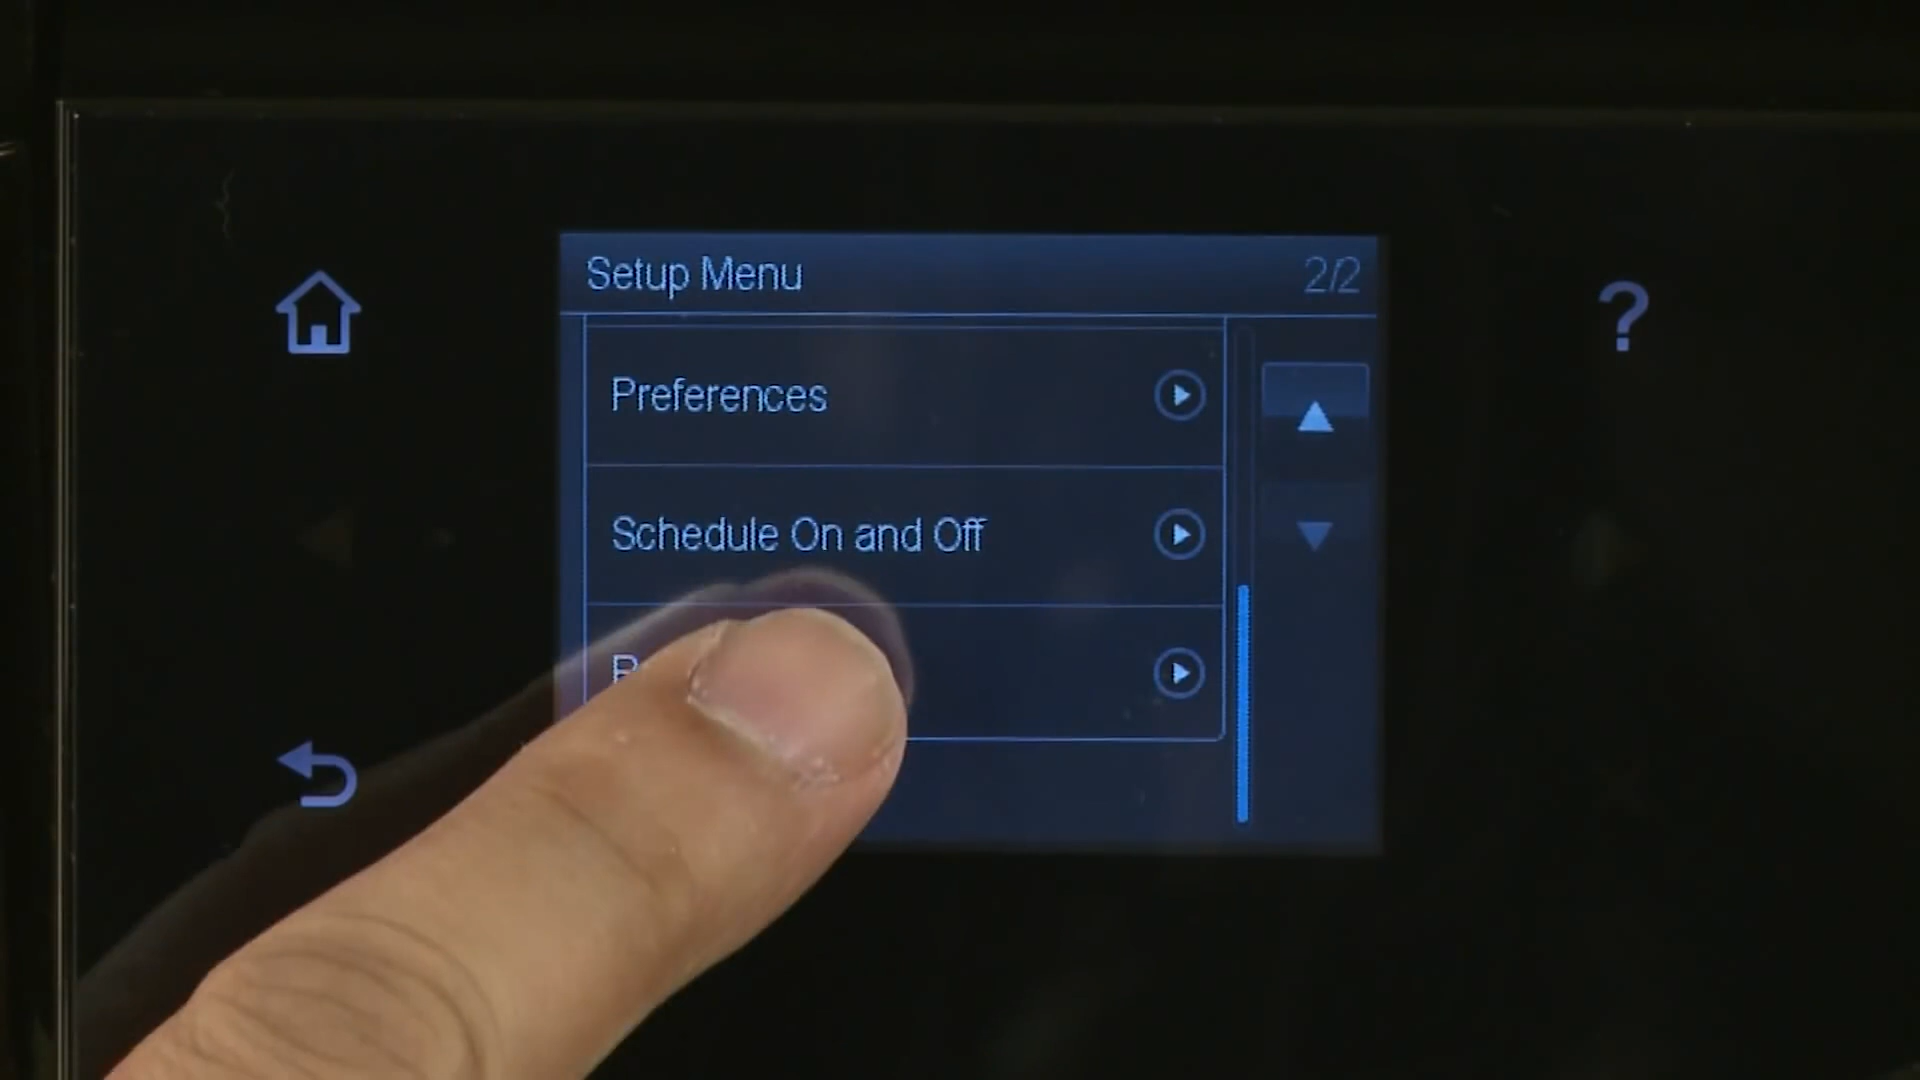 Setup Menu 2/2
Preferences
Schedule On and Off
?